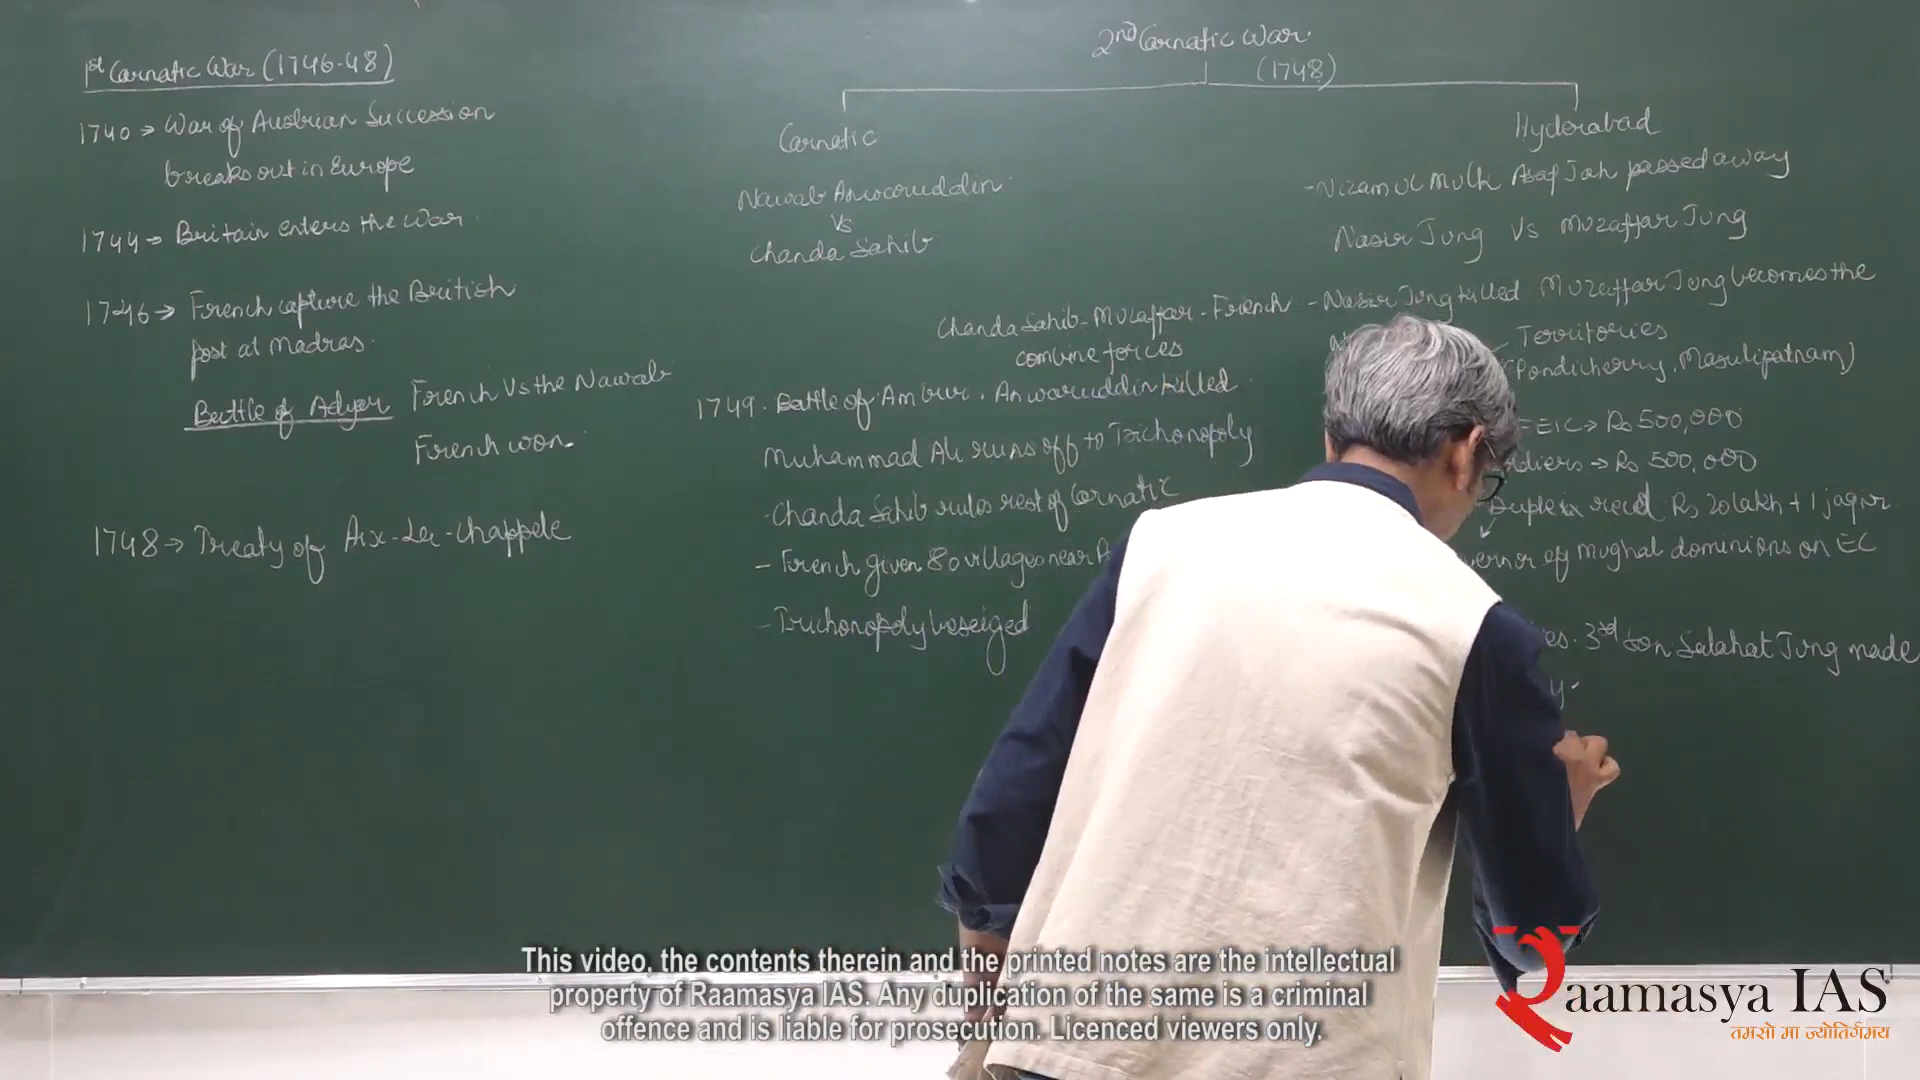 1st Carnatic War (1746-48)
1740 → War of Austrian Succession
breaks out in Europe
1744 → Britain enters the War.
1746 → French capture the British
post at Madras.
Battle of Adyar French Vs the Nawab
French won.
1748 → Treaty of Aix-La-Chappele
2nd Carnatic War.
(1748)
Carnatic
Nawab Anwaruddin
Vs
Chanda Sahib
Chanda Sahib - Muzaffar - French
combine forces
1749. Battle of Ambur. Anwaruddin killed.
Muhammad Ali runs off to Trichonopoly
- Chanda Sahib rules rest of Carnatic
- French given 80 villages near
- Trichonopoly beseiged
Hyderabad
- Nizam Ul Mulk Asaf Jah passed away
Nasir Jung Vs Muzaffar Jung
- Nasir Jung killed. Muzaffar Jung becomes the
Territories
(Pondicherry, Masulipatnam)
FEIC → Rs 500,000
→ Rs 500,000
Dupleix recd Rs 20 lakh + 1 jagir
of Mughal dominions on EC
3rd son Salahat Jung made
This video, the contents therein and the printed notes are the intellectual
property of Raamasya IAS. Any duplication of the same is a criminal
offence and is liable for prosecution. Licenced viewers only.
Raamasya IAS
तमसो मा ज्योतिर्गमय